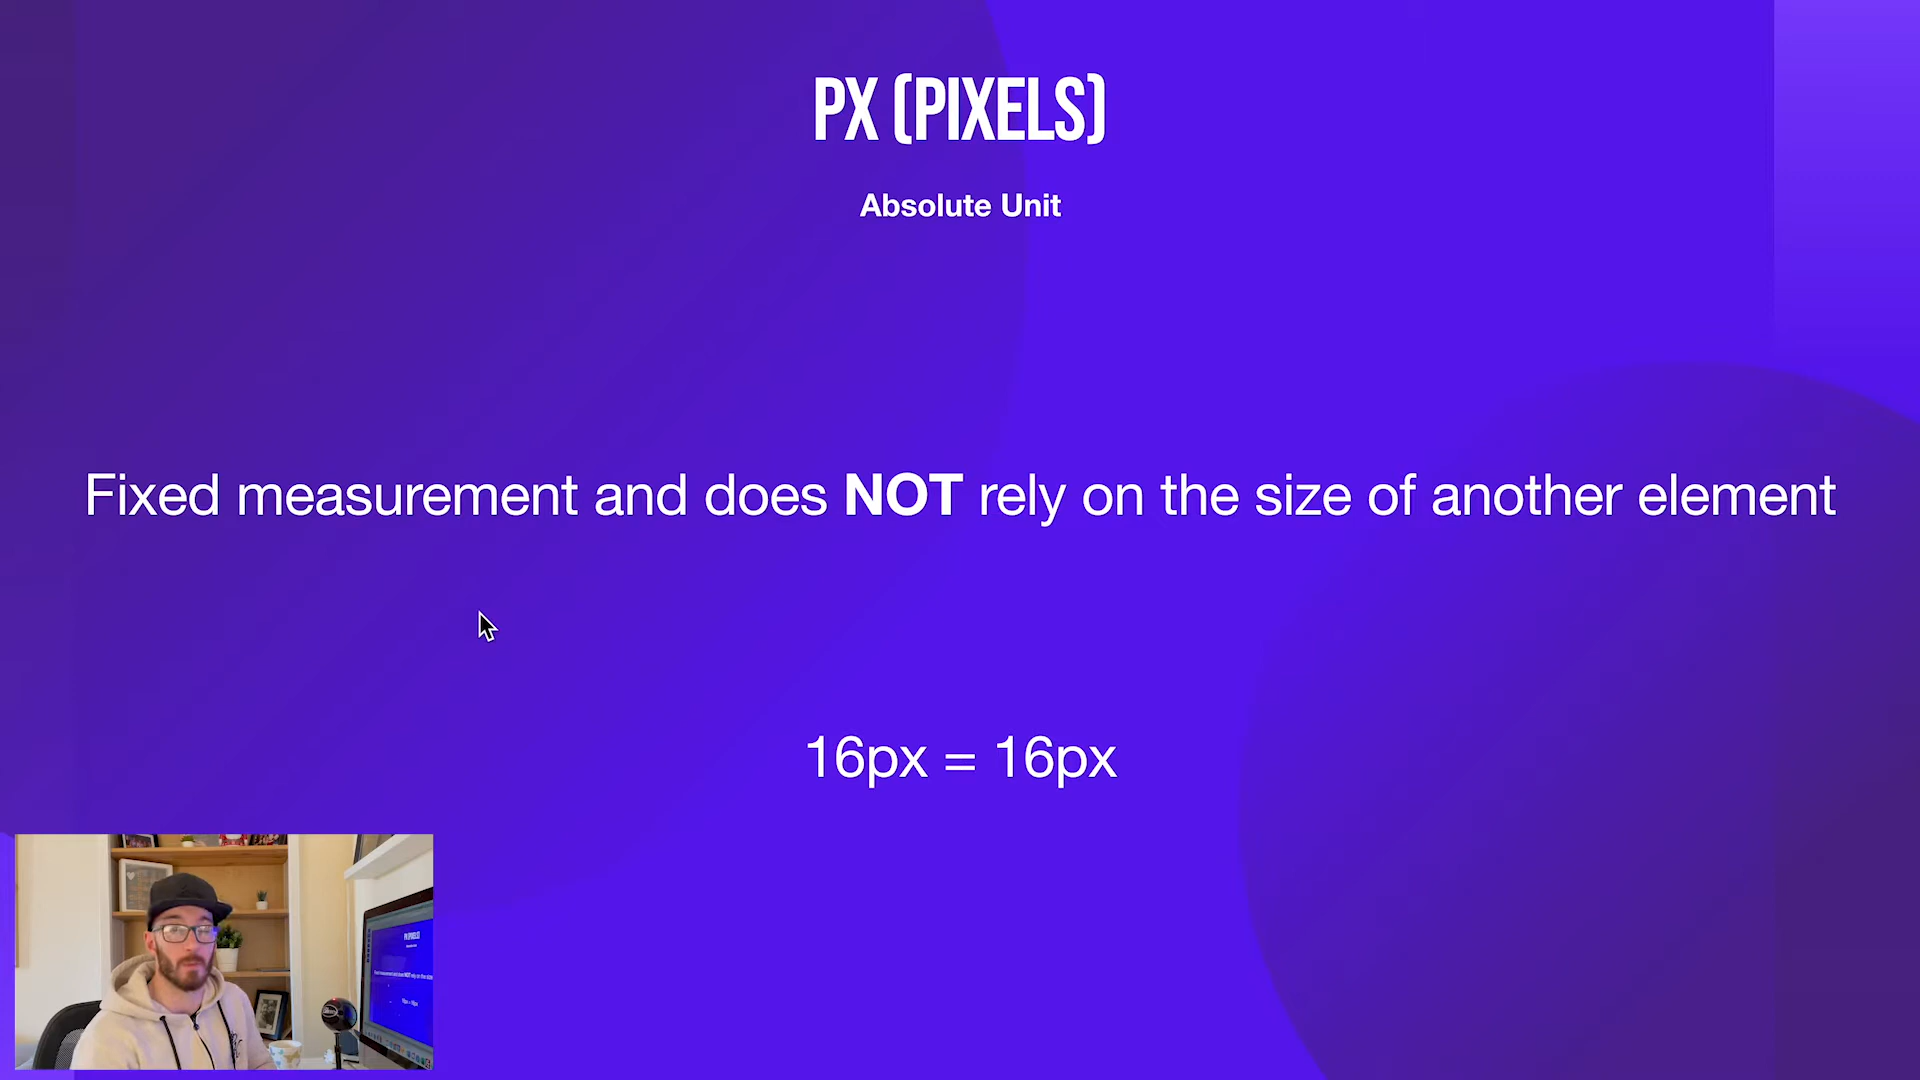 PX (PIXELS)
Absolute Unit
Fixed measurement and does NOT rely on the size of another element
16px = 16px